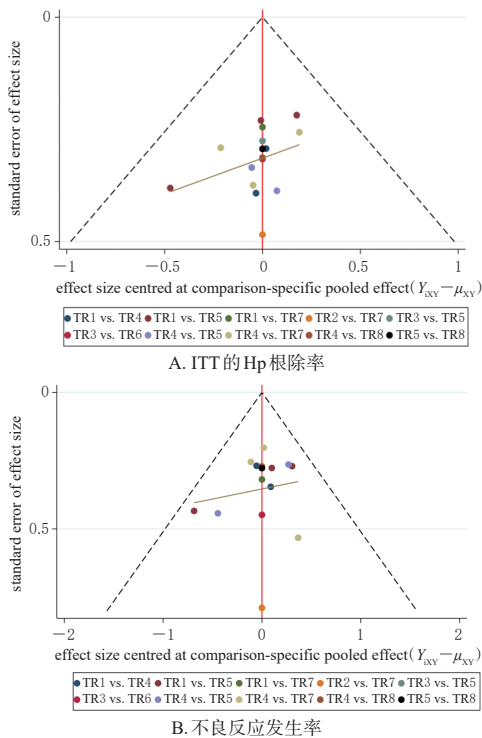 0
0.5
standard error of effect size
−1
−0.5
0
0.5
1
effect size centred at comparison-specific pooled effect(YiXY−μXY)
TR1 vs. TR4 TR1 vs. TR5 TR1 vs. TR7 TR2 vs. TR7 TR3 vs. TR5
TR3 vs. TR6 TR4 vs. TR5 TR4 vs. TR7 TR4 vs. TR8 TR5 vs. TR8
A. ITT的Hp根除率
0
0.5
standard error of effect size
−2
−1
0
1
2
effect size centred at comparison-specific pooled effect(YiXY−μXY)
TR1 vs. TR4 TR1 vs. TR5 TR1 vs. TR7 TR2 vs. TR7 TR3 vs. TR5
TR3 vs. TR6 TR4 vs. TR5 TR4 vs. TR7 TR4 vs. TR8 TR5 vs. TR8
B.不良反应发生率